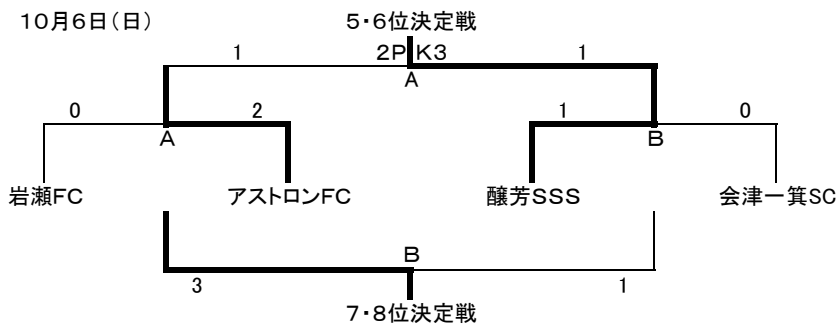 10月6日(日)
5・6位決定戦
1 2P K3 1
A
0 2 1 0
A B
岩瀬FC アストロンFC 醸芳SSS 会津一箕SC
B
3 1
7・8位決定戦